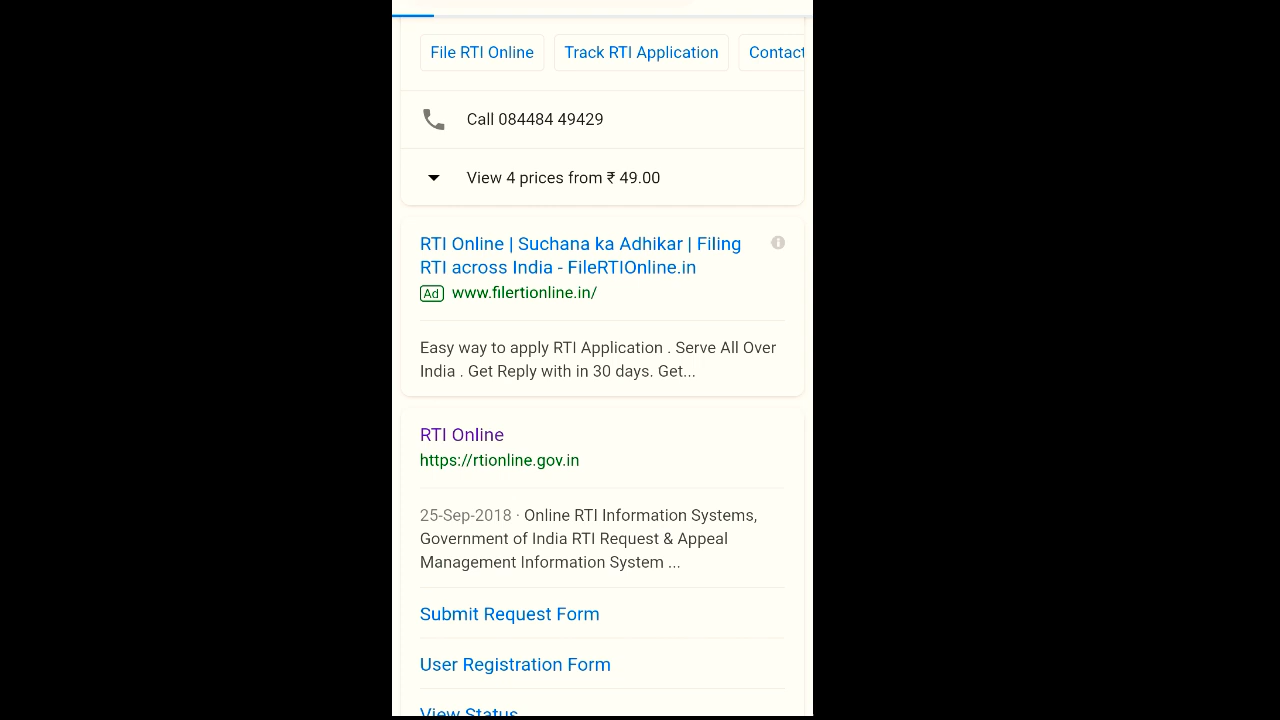 File RTI Online Track RTI Application Contact
Call 084484 49429
View 4 prices from ₹ 49.00
RTI Online | Suchana ka Adhikar | Filing
RTI across India - FileRTIOnline.in
Ad www.filertionline.in/
Easy way to apply RTI Application . Serve All Over
India . Get Reply with in 30 days. Get...
RTI Online
https://rtionline.gov.in
25-Sep-2018 · Online RTI Information Systems,
Government of India RTI Request & Appeal
Management Information System ...
Submit Request Form
User Registration Form
View Status